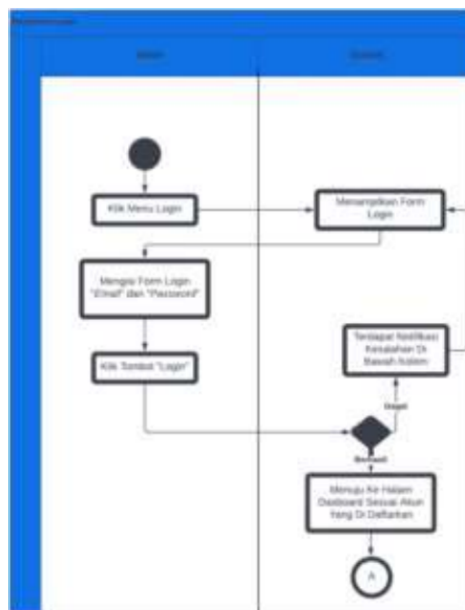 Klik Menu Login
Menampilkan Form
Login
Mengisi Form Login
"Email" dan "Password"
Terdapat Notifikasi
Kesalahan Di
Bawah Kolom
Klik Tombol "Login"
Gagal
Berhasil
Menuju Ke Halam
Dasboard Sesuai Akun
Yang Di Daftarkan
A